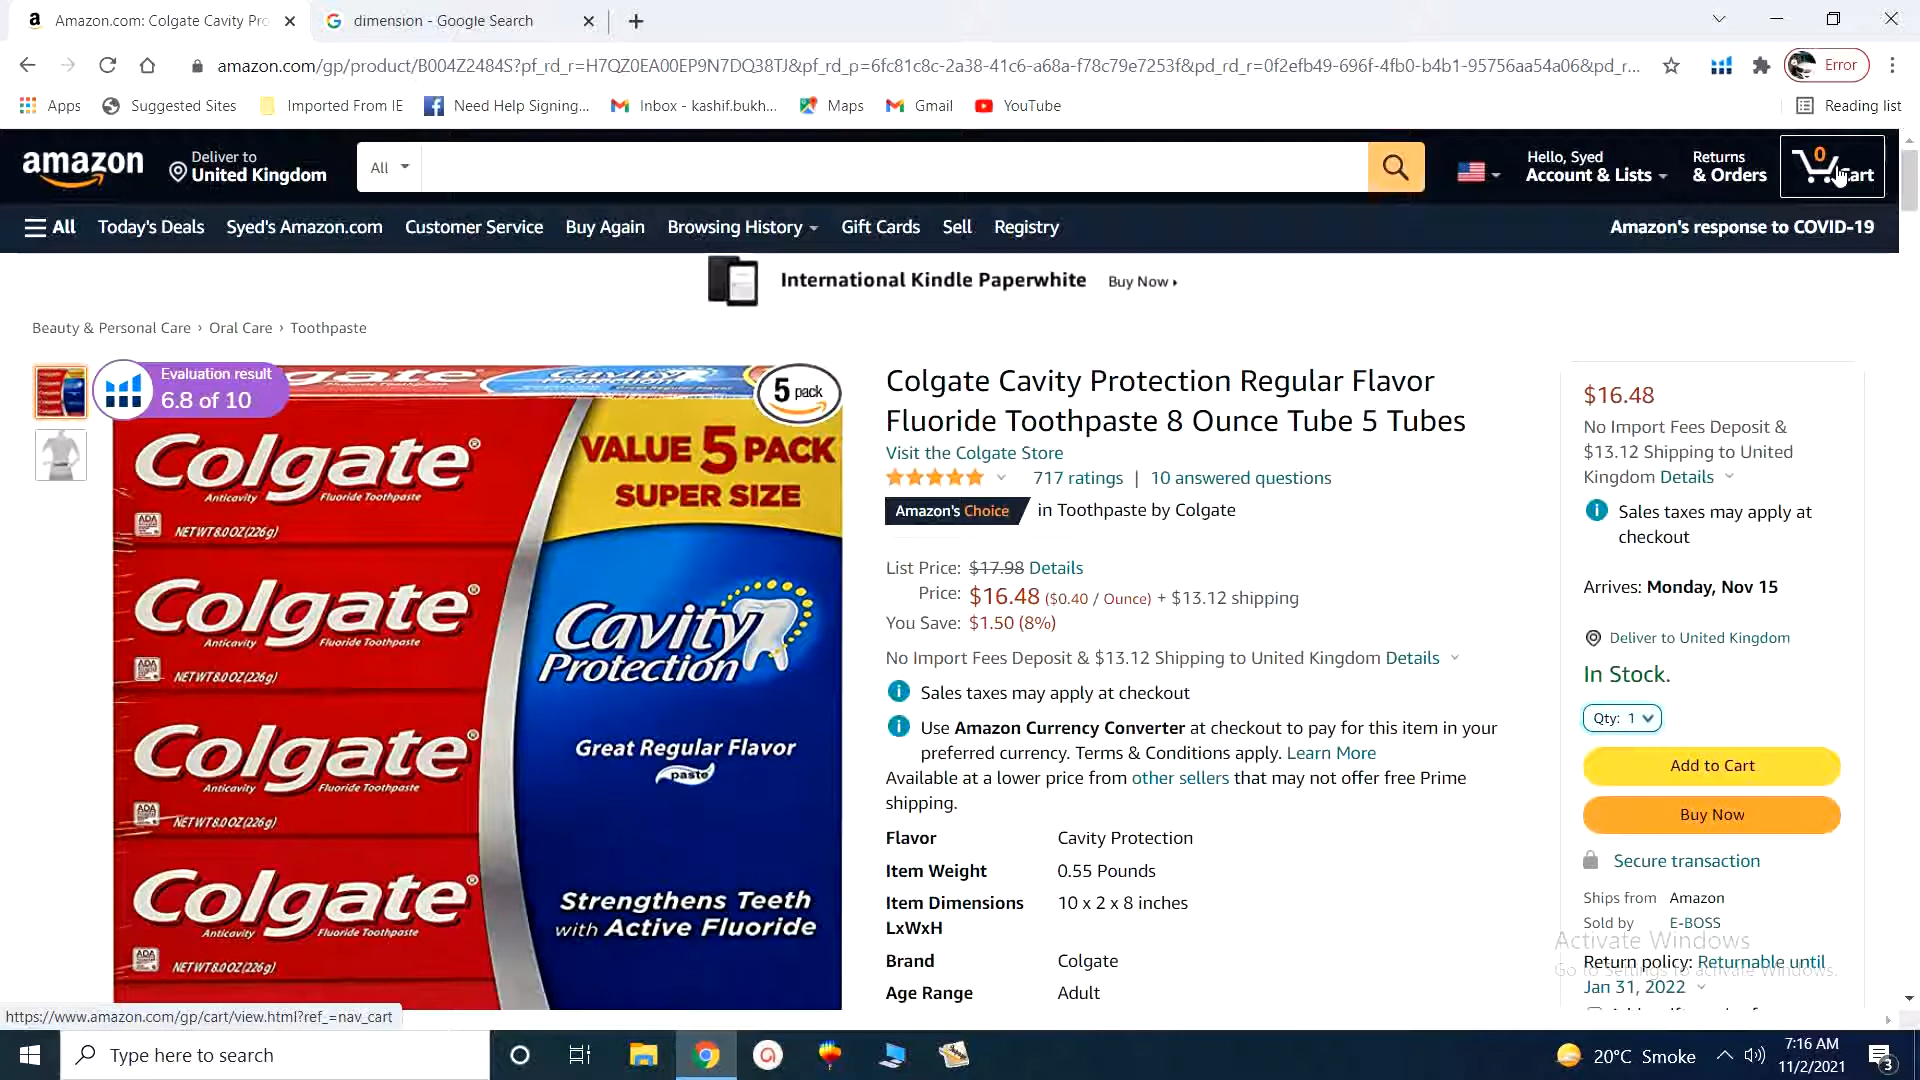 Amazon.com: Colgate Cavity Pro
dimension - Google Search
amazon.com/gp/product/B004Z2484S?pf_rd_r=H7QZ0EA00EP9N7DQ38TJ&pf_rd_p=6fc81c8c-2a38-41c6-a68a-f78c79e7253f&pd_rd_r=0f2efb49-696f-4fb0-b4b1-95756aa54a06&pd_r...
Error
Apps
Suggested Sites
Imported From IE
Need Help Signing...
Inbox - kashif.bukh...
Maps
Gmail
YouTube
Reading list
amazon
Deliver to
United Kingdom
All
Hello, Syed
Account & Lists
Returns
& Orders
0
Cart
All
Today's Deals
Syed's Amazon.com
Customer Service
Buy Again
Browsing History
Gift Cards
Sell
Registry
Amazon's response to COVID-19
International Kindle Paperwhite
Buy Now
Beauty & Personal Care › Oral Care › Toothpaste
Evaluation result
6.8 of 10
5 pack
VALUE 5 PACK
SUPER SIZE
Colgate®
Anticavity Fluoride Toothpaste
ADA
NET WT 8.0 OZ (226g)
Colgate®
Anticavity Fluoride Toothpaste
ADA
NET WT 8.0 OZ (226g)
Colgate®
Anticavity Fluoride Toothpaste
ADA
NET WT 8.0 OZ (226g)
Colgate®
Anticavity Fluoride Toothpaste
ADA
NET WT 8.0 OZ (226g)
Cavity
Protection
Great Regular Flavor
paste
Strengthens Teeth
with Active Fluoride
Colgate Cavity Protection Regular Flavor
Fluoride Toothpaste 8 Ounce Tube 5 Tubes
Visit the Colgate Store
717 ratings | 10 answered questions
Amazon's Choice in Toothpaste by Colgate
List Price: $17.98 Details
Price: $16.48 ($0.40 / Ounce) + $13.12 shipping
You Save: $1.50 (8%)
No Import Fees Deposit & $13.12 Shipping to United Kingdom Details
Sales taxes may apply at checkout
Use Amazon Currency Converter at checkout to pay for this item in your
preferred currency. Terms & Conditions apply. Learn More
Available at a lower price from other sellers that may not offer free Prime
shipping.
Flavor Cavity Protection
Item Weight 0.55 Pounds
Item Dimensions 10 x 2 x 8 inches
LxWxH
Brand Colgate
Age Range Adult
$16.48
No Import Fees Deposit &
$13.12 Shipping to United
Kingdom Details
Sales taxes may apply at
checkout
Arrives: Monday, Nov 15
Deliver to United Kingdom
In Stock.
Qty: 1
Add to Cart
Buy Now
Secure transaction
Ships from Amazon
Sold by E-BOSS
Activate Windows
Go to Settings to activate Windows.
Return policy: Returnable until
Jan 31, 2022
https://www.amazon.com/gp/cart/view.html?ref_=nav_cart
Type here to search
20°C Smoke
7:16 AM
11/2/2021
3